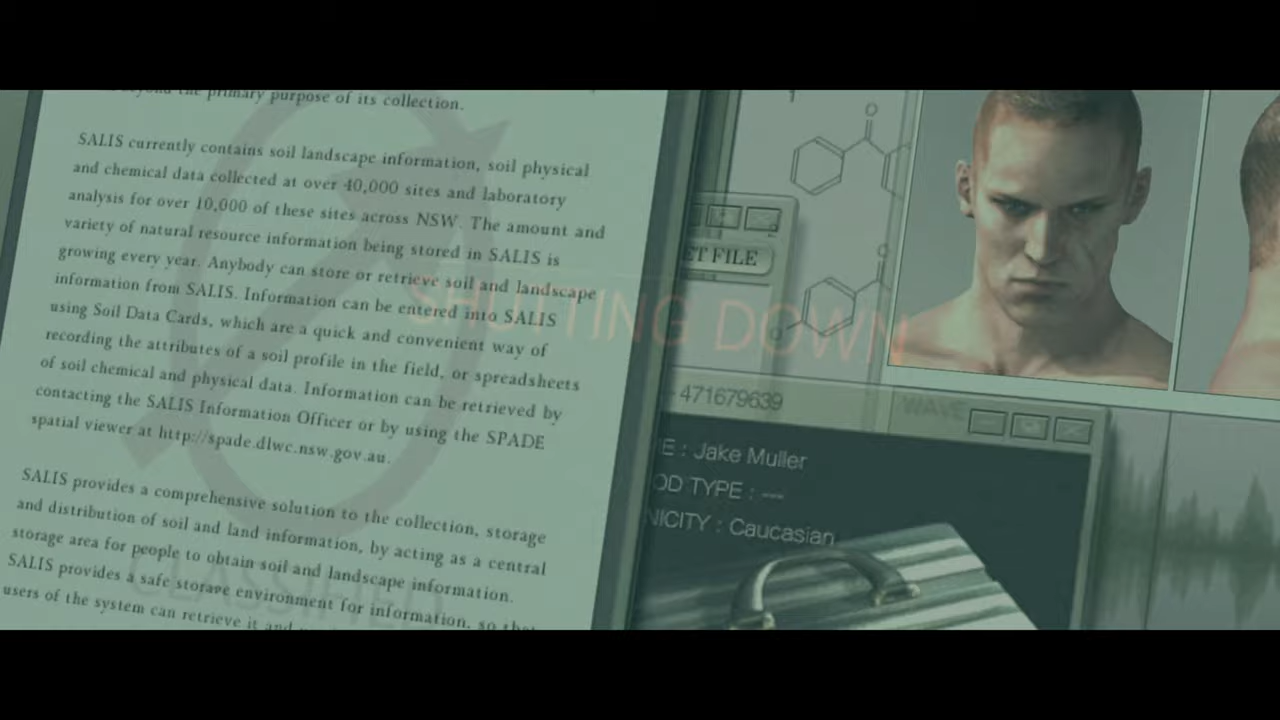 the primary purpose of its collection.
SALIS currently contains soil landscape information, soil physical
and chemical data collected at over 40,000 sites and laboratory
analysis for over 10,000 of these sites across NSW. The amount and
variety of natural resource information being stored in SALIS is
growing every year. Anybody can store or retrieve soil and landscape
information from SALIS. Information can be entered into SALIS
using Soil Data Cards, which are a quick and convenient way of
recording the attributes of a soil profile in the field, or spreadsheets
of soil chemical and physical data. Information can be retrieved by
contacting the SALIS Information Officer or by using the SPADE
spatial viewer at http://spade.dlwc.nsw.gov.au.
SALIS provides a comprehensive solution to the collection, storage
and distribution of soil and land information, by acting as a central
storage area for people to obtain soil and landscape information.
SALIS provides a safe storage environment for information, so that
users of the system can retrieve it and
CLASSIFIED
SHUTTING DOWN
1
O
O
O
ET FILE
- 471679639
WAVE
E : Jake Muller
OD TYPE : ---
NICITY : Caucasian